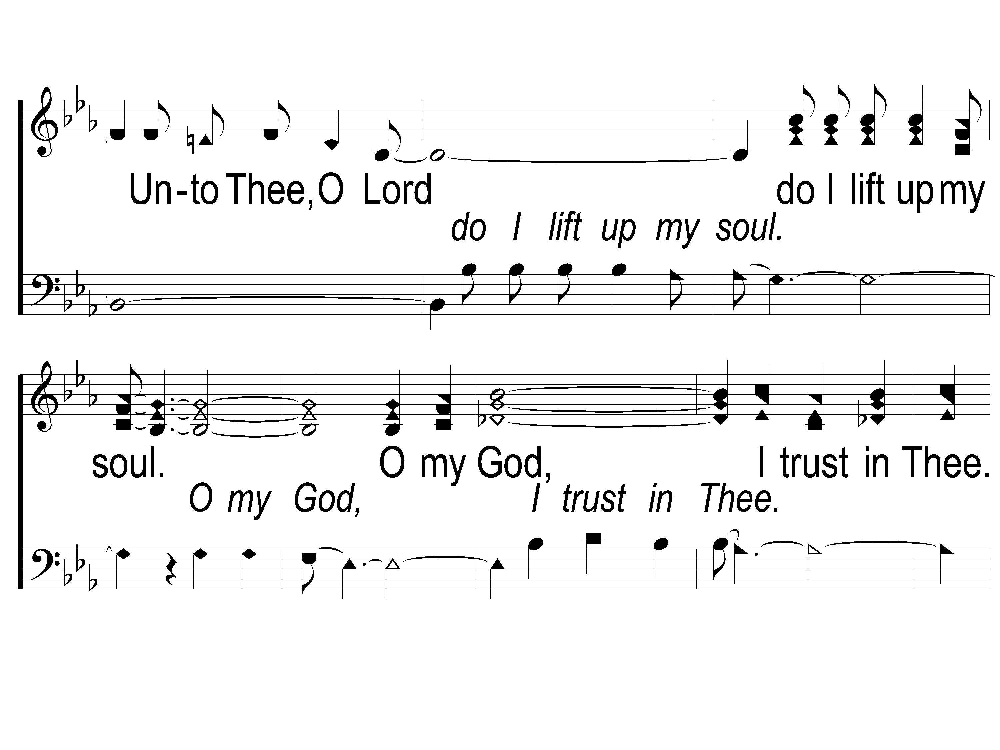 Un-to Thee, O Lord do I lift up my
do I lift up my soul.
soul. O my God, I trust in Thee.
O my God, I trust in Thee.